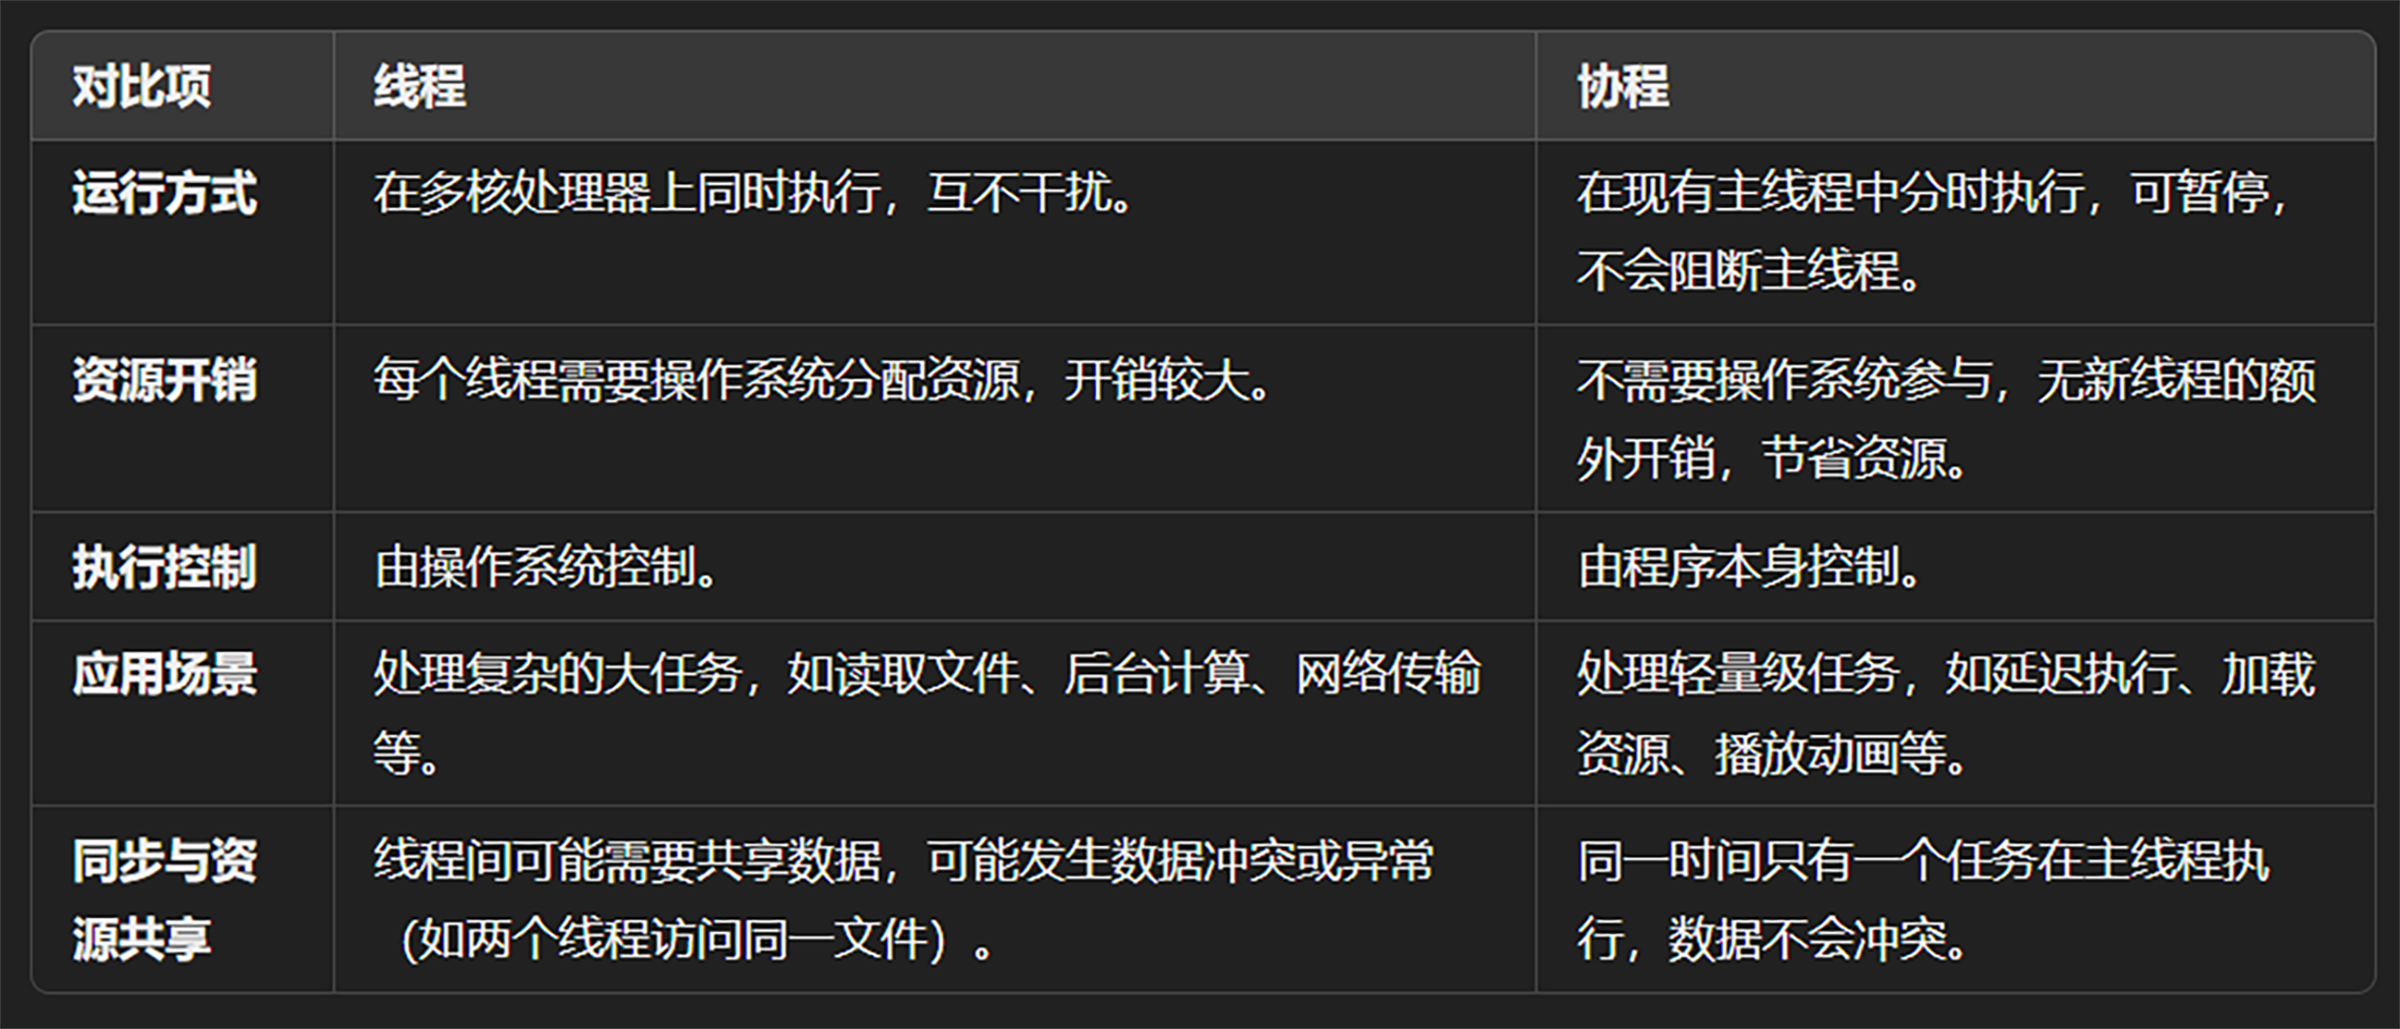 对比项 线程 协程
运行方式 在多核处理器上同时执行，互不干扰。 在现有主线程中分时执行，可暂停，
不会阻断主线程。
资源开销 每个线程需要操作系统分配资源，开销较大。 不需要操作系统参与，无新线程的额
外开销，节省资源。
执行控制 由操作系统控制。 由程序本身控制。
应用场景 处理复杂的大任务，如读取文件、后台计算、网络传输 处理轻量级任务，如延迟执行、加载
等。 资源、播放动画等。
同步与资 线程间可能需要共享数据，可能发生数据冲突或异常 同一时间只有一个任务在主线程执
源共享 （如两个线程访问同一文件）。 行，数据不会冲突。